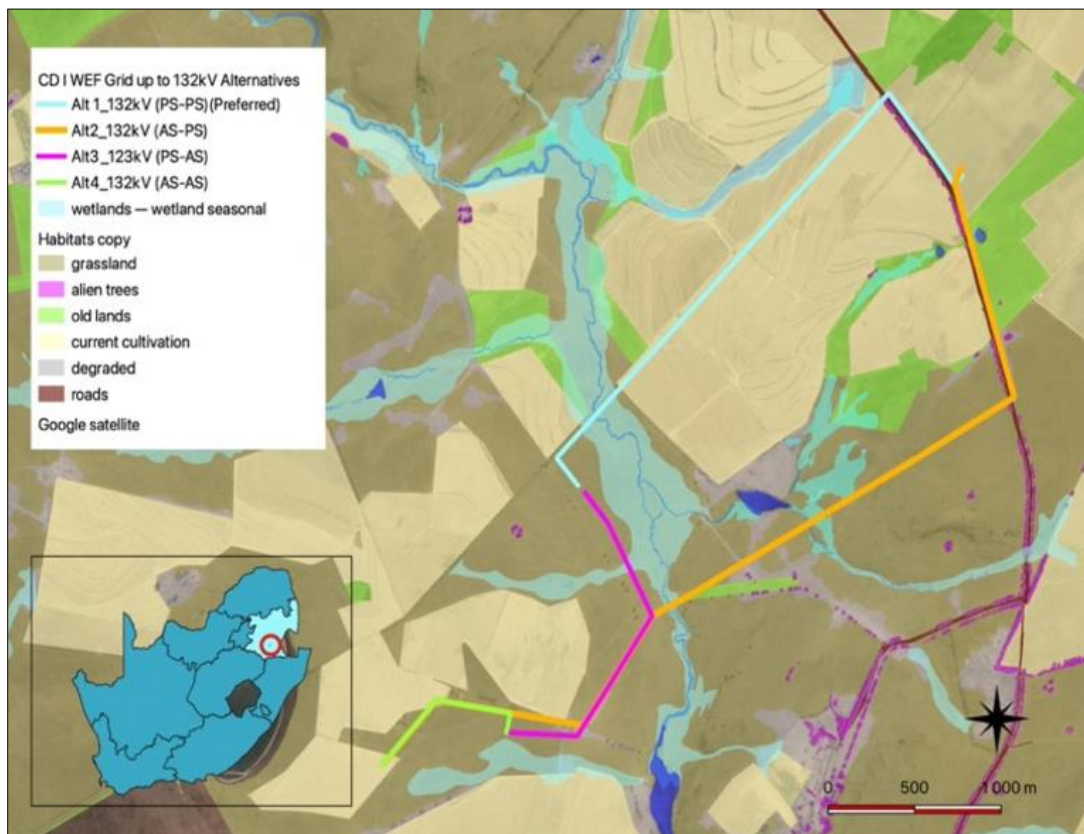 CD I WEF Grid up to 132kV Alternatives
Alt 1_132kV (PS-PS)(Preferred)
Alt2_132kV (AS-PS)
Alt3_123kV (PS-AS)
Alt4_132kV (AS-AS)
wetlands — wetland seasonal
Habitats copy
grassland
alien trees
old lands
current cultivation
degraded
roads
Google satellite
0 500 1000 m